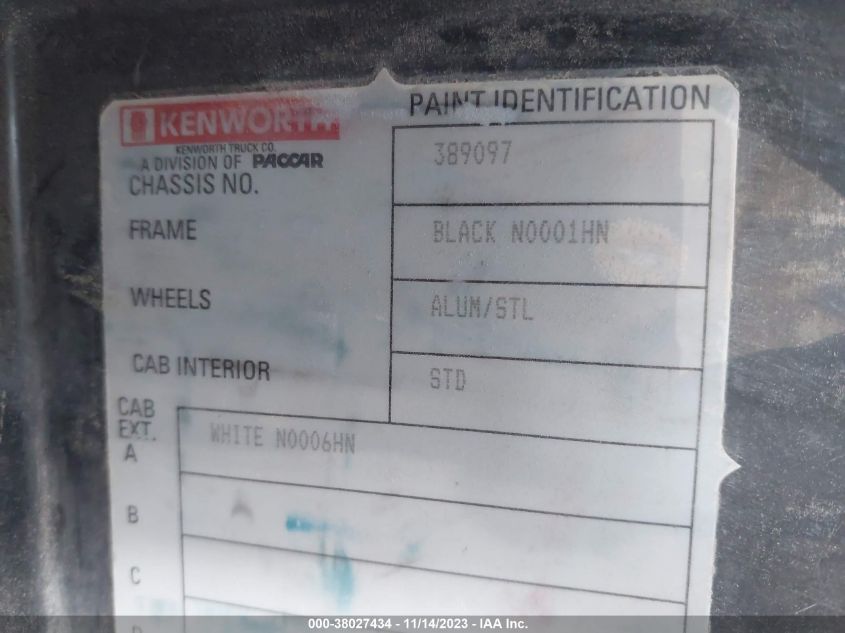 KENWORTH PAINT IDENTIFICATION
KENWORTH TRUCK CO.
A DIVISION OF PACCAR
CHASSIS NO. 389097
FRAME BLACK N0001HN
WHEELS ALUM/STL
CAB INTERIOR STD
CAB
EXT.
A WHITE N0006HN
B
C
D
000-38027434 - 11/14/2023 - IAA Inc.